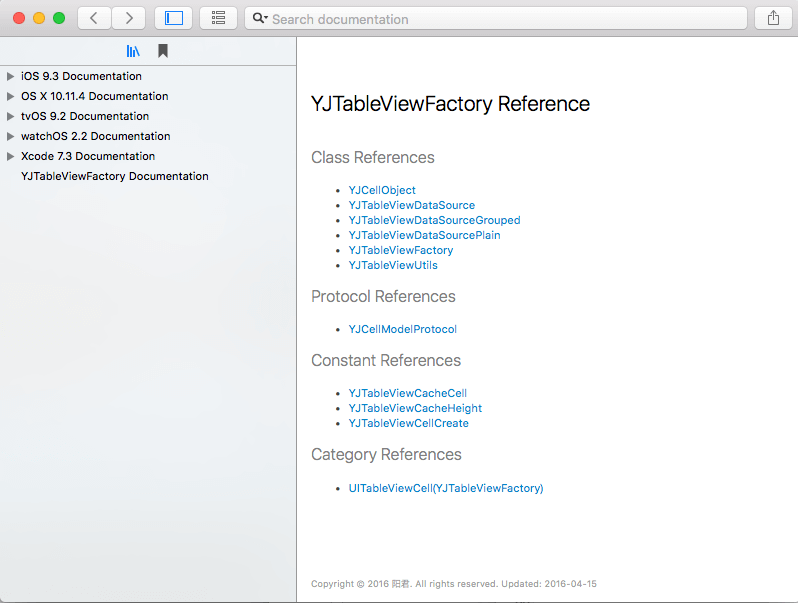 Search documentation
iOS 9.3 Documentation
OS X 10.11.4 Documentation
tvOS 9.2 Documentation
watchOS 2.2 Documentation
Xcode 7.3 Documentation
YJTableViewFactory Documentation
YJTableViewFactory Reference
Class References
YJCellObject
YJTableViewDataSource
YJTableViewDataSourceGrouped
YJTableViewDataSourcePlain
YJTableViewFactory
YJTableViewUtils
Protocol References
YJCellModelProtocol
Constant References
YJTableViewCacheCell
YJTableViewCacheHeight
YJTableViewCellCreate
Category References
UITableViewCell(YJTableViewFactory)
Copyright © 2016 阳君. All rights reserved. Updated: 2016-04-15